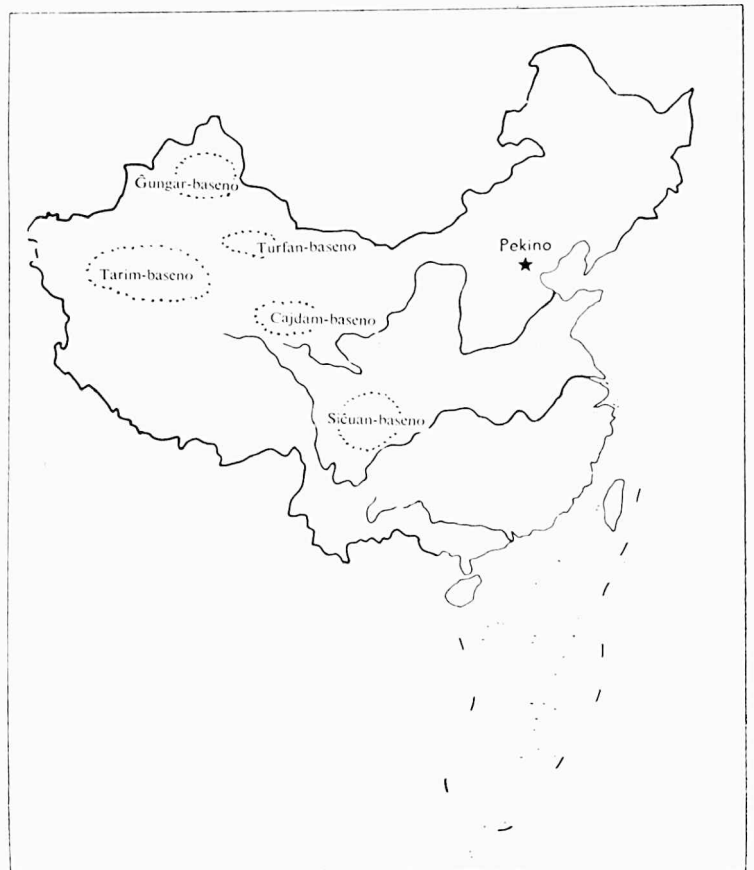 Ĝungar-baseno
Turfan-baseno
Pekino
Tarim-baseno
Cajdam-baseno
Siĉuan-baseno